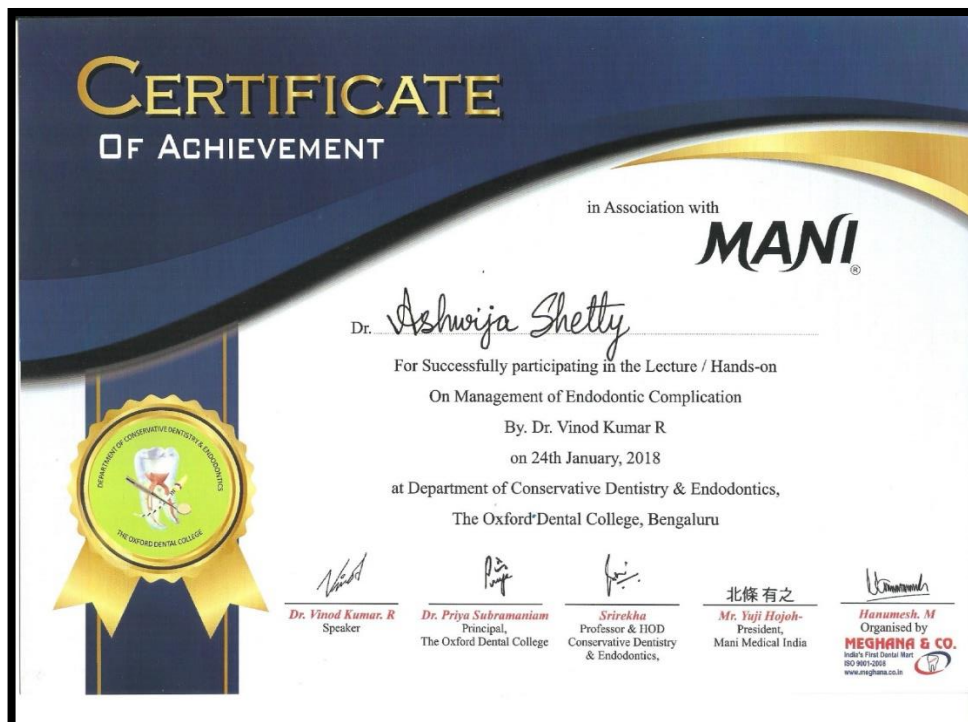 CERTIFICATE
OF ACHIEVEMENT
in Association with
MANI®
Dr. Ashwija Shetty
For Successfully participating in the Lecture / Hands-on
On Management of Endodontic Complication
By. Dr. Vinod Kumar R
on 24th January, 2018
at Department of Conservative Dentistry & Endodontics,
The Oxford Dental College, Bengaluru
DEPARTMENT OF CONSERVATIVE DENTISTRY & ENDODONTICS
THE OXFORD DENTAL COLLEGE
Vinod
Dr. Vinod Kumar. R
Speaker
Priya
Dr. Priya Subramaniam
Principal,
The Oxford Dental College
Srirekha
Professor & HOD
Conservative Dentistry
& Endodontics,
北條 有之
Mr. Yuji Hojoh-
President,
Mani Medical India
Hanumesh. M
Organised by
MEGHANA & CO.
India's First Dental Mart
ISO 9001-2008
www.meghana.co.in